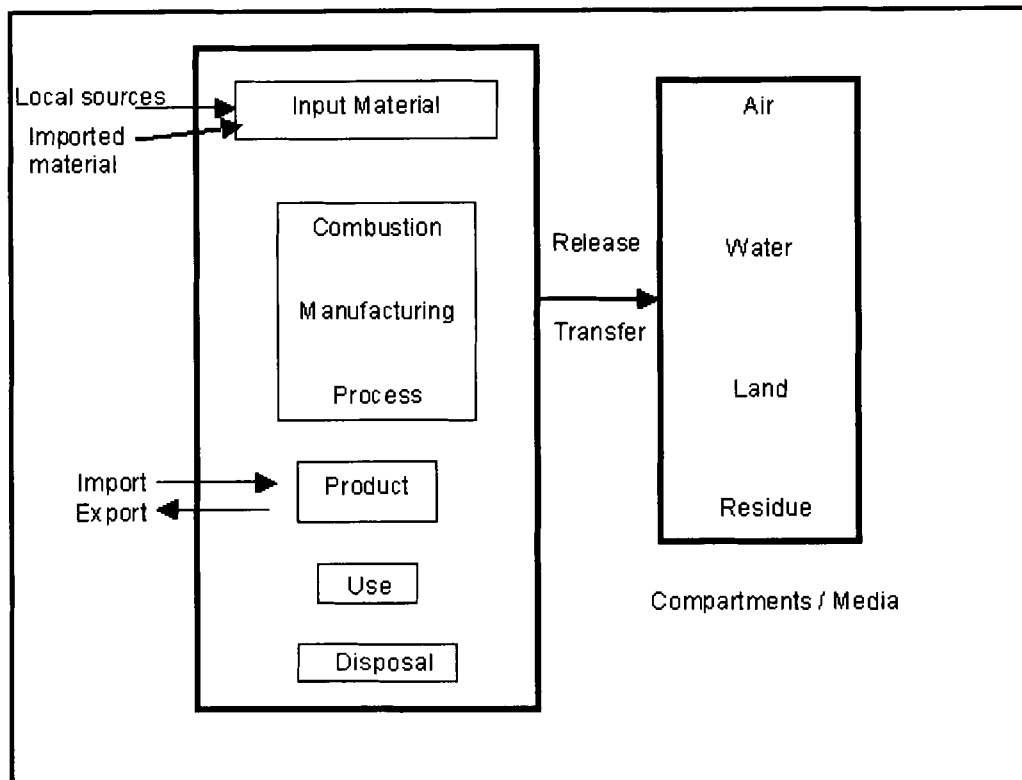 Local sources
Imported
material
Input Material
Combustion
Manufacturing
Process
Import
Export
Product
Use
Disposal
Release
Transfer
Air
Water
Land
Residue
Compartments / Media